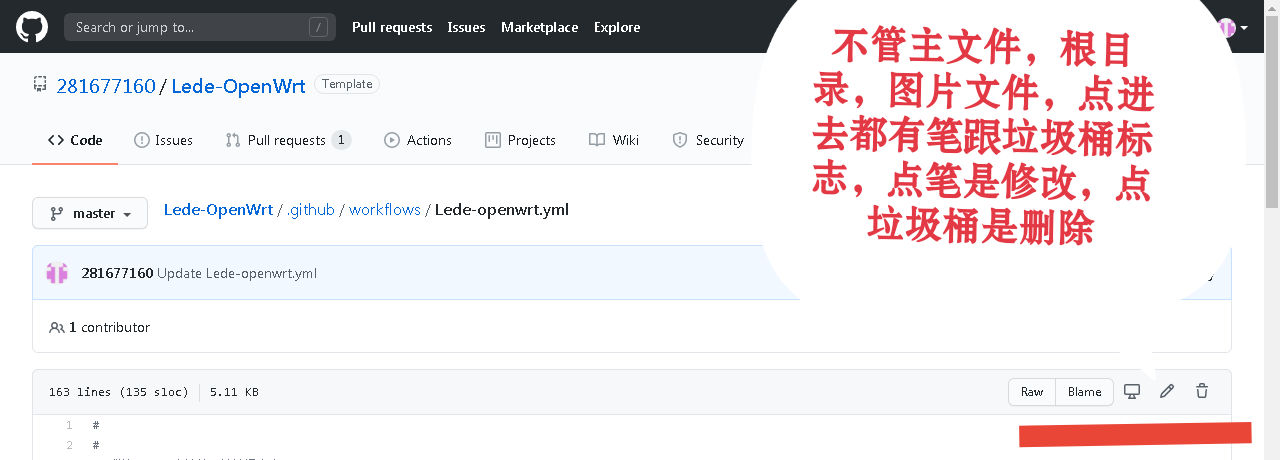 Search or jump to... /
Pull requests Issues Marketplace Explore
不管主文件，根目
录，图片文件，点进
去都有笔跟垃圾桶标
志，点笔是修改，点
垃圾桶是删除
281677160 / Lede-OpenWrt Template
Code Issues Pull requests 1 Actions Projects Wiki Security
master Lede-OpenWrt / .github / workflows / Lede-openwrt.yml
281677160 Update Lede-openwrt.yml
1 contributor
163 lines (135 sloc) 5.11 KB Raw Blame
1 #
2 #